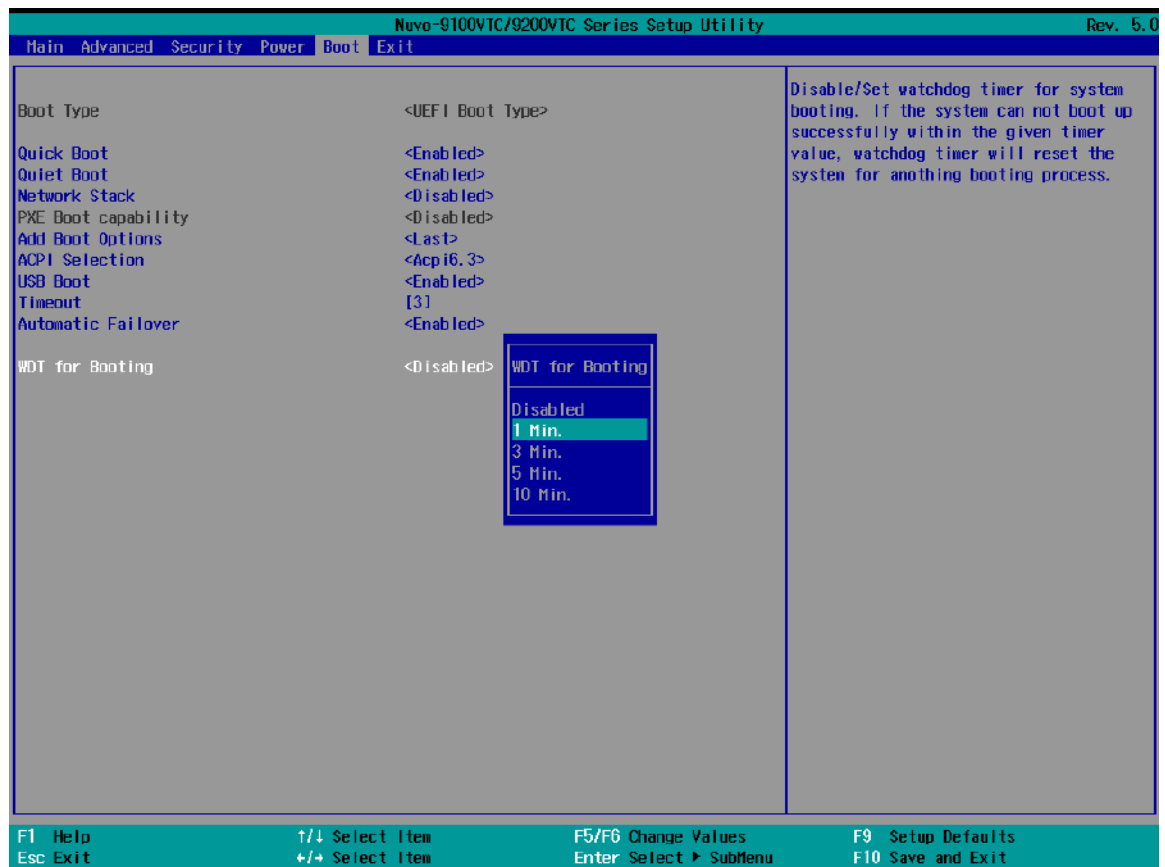 Nuvo-9100VTC/9200VTC Series Setup Utility Rev. 5.0
Main Advanced Security Power Boot Exit
Boot Type <UEFI Boot Type>
Quick Boot <Enabled>
Quiet Boot <Enabled>
Network Stack <Disabled>
PXE Boot capability <Disabled>
Add Boot Options <Last>
ACPI Selection <Acpi6.3>
USB Boot <Enabled>
Timeout [3]
Automatic Failover <Enabled>
WDT for Booting <Disabled>
WDT for Booting
Disabled
1 Min.
3 Min.
5 Min.
10 Min.
Disable/Set watchdog timer for system
booting. If the system can not boot up
successfully within the given timer
value, watchdog timer will reset the
system for anothing booting process.
F1 Help ↑/↓ Select Item F5/F6 Change Values F9 Setup Defaults
Esc Exit ←/→ Select Item Enter Select ▶ SubMenu F10 Save and Exit